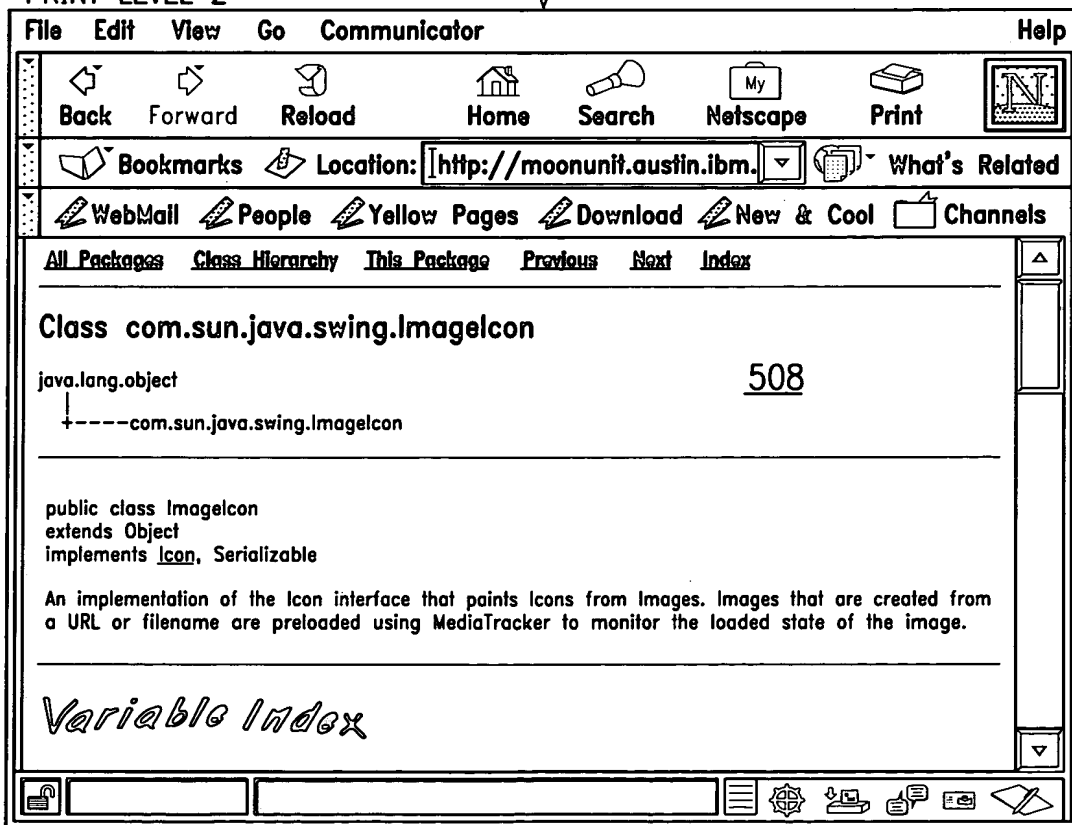 PRINT LEVEL 2
File Edit View Go Communicator Help
Back Forward Reload Home Search My Netscape Print N
Bookmarks Location: http://moonunit.austin.ibm. What's Related
WebMail People Yellow Pages Download New & Cool Channels
All Packages Class Hierarchy This Package Previous Next Index
Class com.sun.java.swing.ImageIcon
java.lang.object
508
+----com.sun.java.swing.ImageIcon
public class ImageIcon
extends Object
implements Icon, Serializable
An implementation of the Icon interface that paints Icons from Images. Images that are created from
a URL or filename are preloaded using MediaTracker to monitor the loaded state of the image.
Variable Index